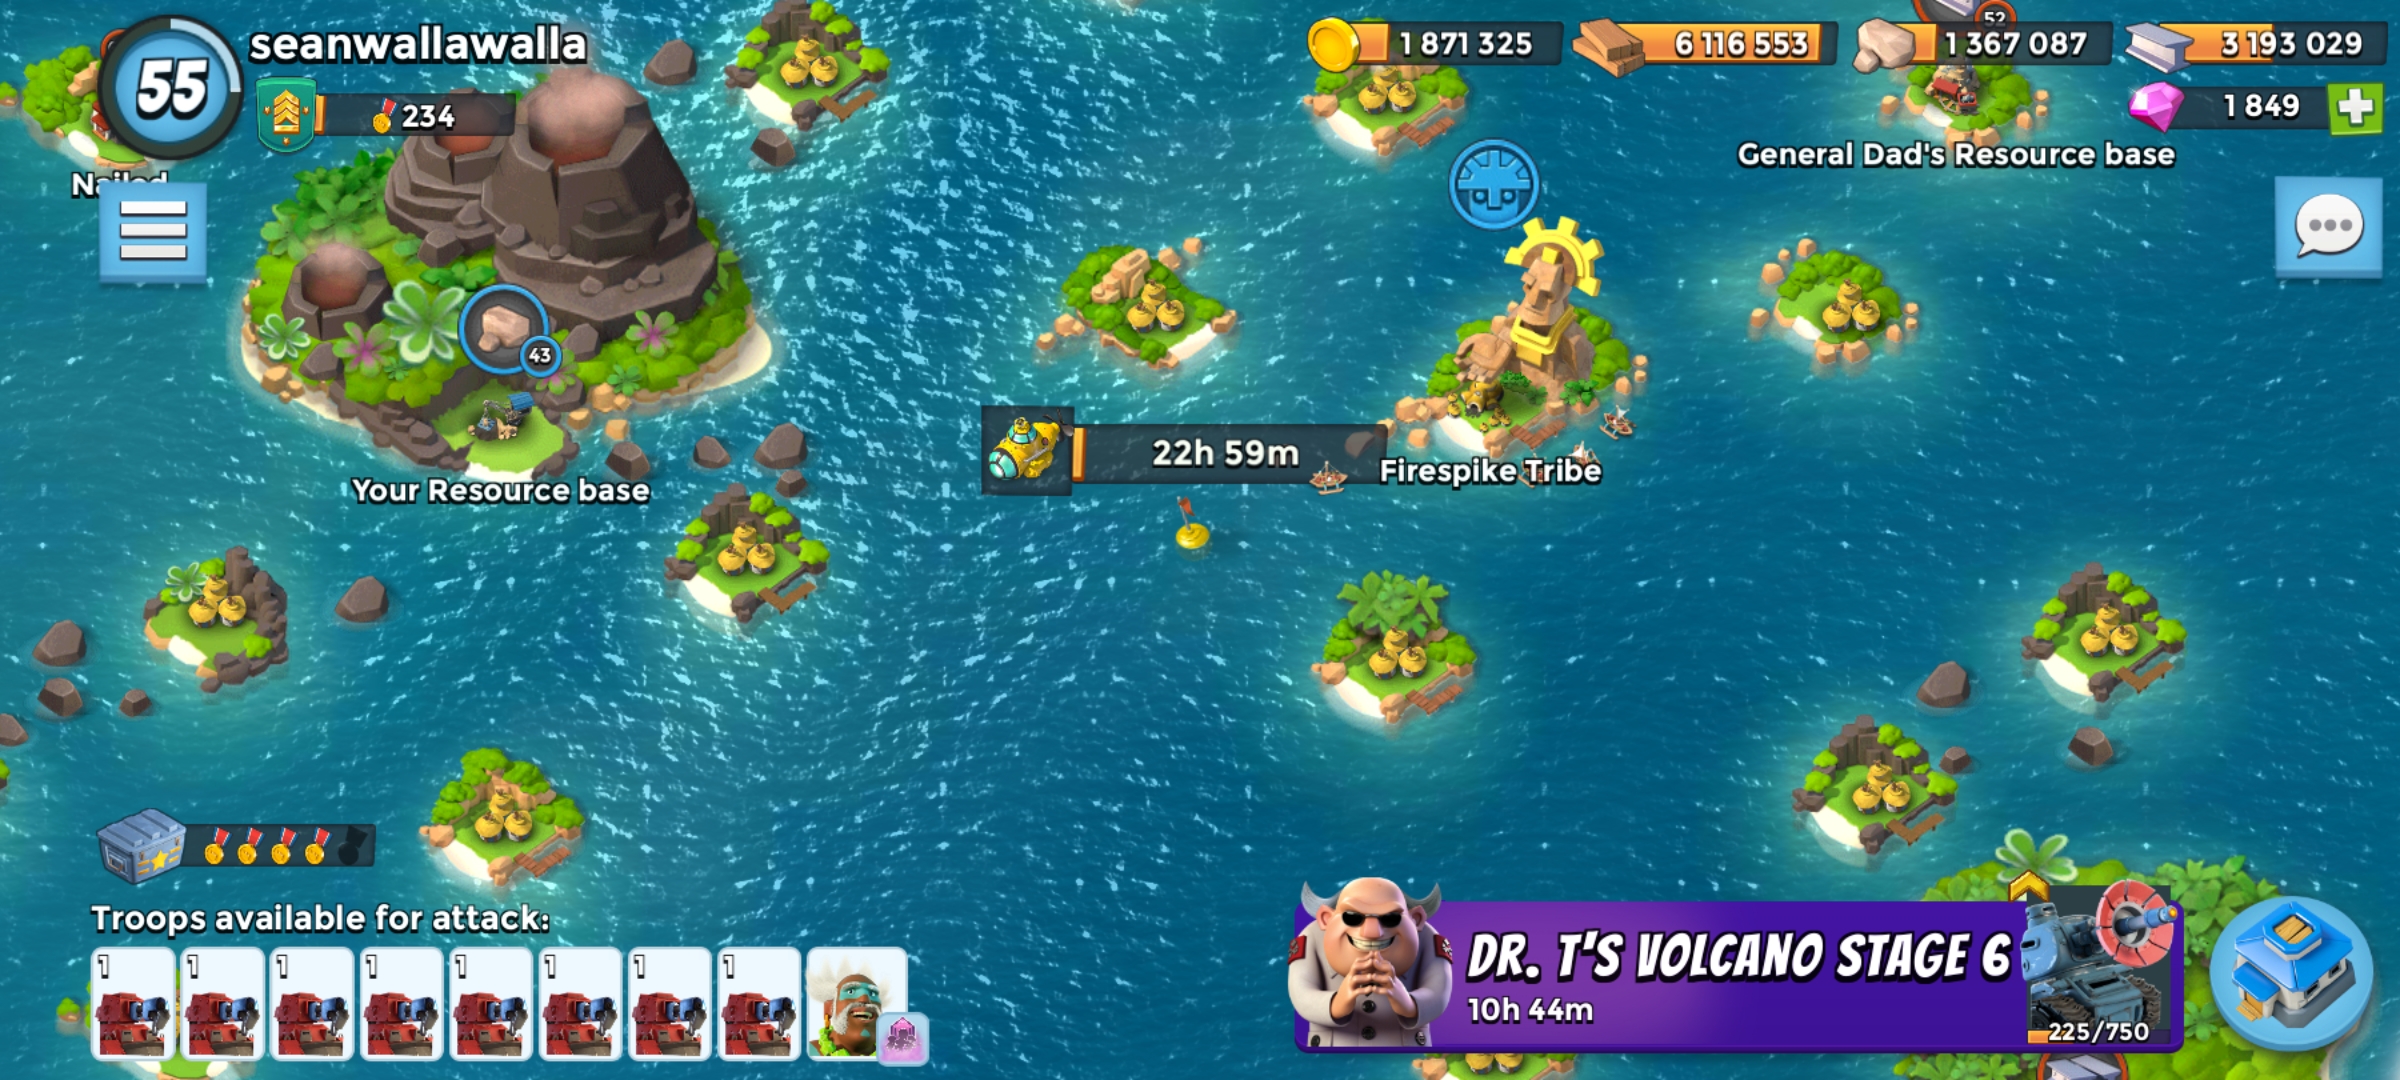 55
seanwallawalla
234
1 871 325
6 116 553
52
1 367 087
3 193 029
1 849
General Dad's Resource base
43
Your Resource base
22h 59m
Firespike Tribe
Troops available for attack:
1
1
1
1
1
1
1
1
DR. T'S VOLCANO STAGE 6
10h 44m
225/750